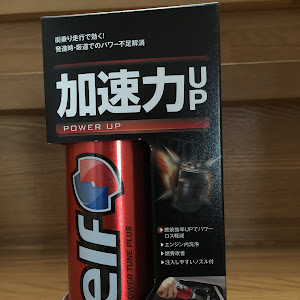 街乗り走行で効く!
発進時・坂道でのパワー不足解消
加速力UP
POWER UP
elf
POWER TUNE PLUS
▶燃焼効率UPでパワーロス軽減
▶エンジン内洗浄
▶燃費改善
▶注入しやすいノズル付